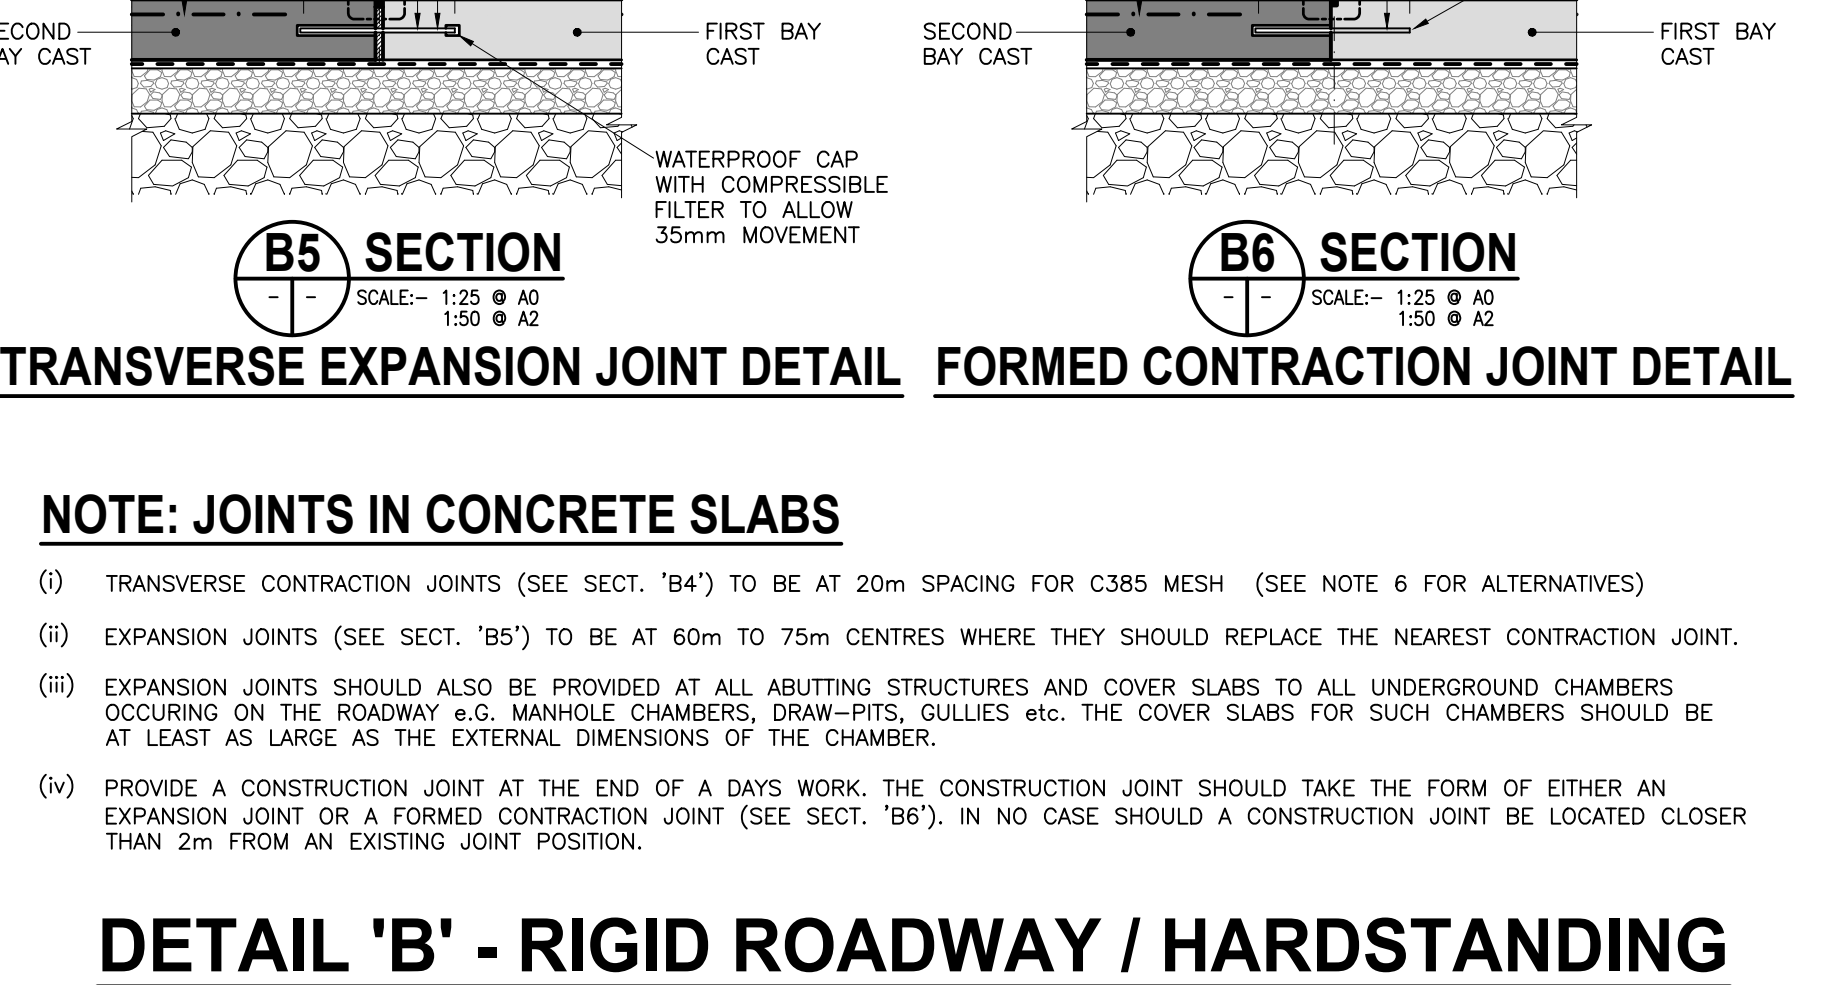 SECOND
BAY CAST
FIRST BAY
CAST
WATERPROOF CAP
WITH COMPRESSIBLE
FILTER TO ALLOW
35mm MOVEMENT
B5 SECTION
- -
SCALE:- 1:25 @ A0
1:50 @ A2
TRANSVERSE EXPANSION JOINT DETAIL
SECOND
BAY CAST
FIRST BAY
CAST
B6 SECTION
- -
SCALE:- 1:25 @ A0
1:50 @ A2
FORMED CONTRACTION JOINT DETAIL
NOTE: JOINTS IN CONCRETE SLABS
(i) TRANSVERSE CONTRACTION JOINTS (SEE SECT. 'B4') TO BE AT 20m SPACING FOR C385 MESH (SEE NOTE 6 FOR ALTERNATIVES)
(ii) EXPANSION JOINTS (SEE SECT. 'B5') TO BE AT 60m TO 75m CENTRES WHERE THEY SHOULD REPLACE THE NEAREST CONTRACTION JOINT.
(iii) EXPANSION JOINTS SHOULD ALSO BE PROVIDED AT ALL ABUTTING STRUCTURES AND COVER SLABS TO ALL UNDERGROUND CHAMBERS
OCCURING ON THE ROADWAY e.G. MANHOLE CHAMBERS, DRAW-PITS, GULLIES etc. THE COVER SLABS FOR SUCH CHAMBERS SHOULD BE
AT LEAST AS LARGE AS THE EXTERNAL DIMENSIONS OF THE CHAMBER.
(iv) PROVIDE A CONSTRUCTION JOINT AT THE END OF A DAYS WORK. THE CONSTRUCTION JOINT SHOULD TAKE THE FORM OF EITHER AN
EXPANSION JOINT OR A FORMED CONTRACTION JOINT (SEE SECT. 'B6'). IN NO CASE SHOULD A CONSTRUCTION JOINT BE LOCATED CLOSER
THAN 2m FROM AN EXISTING JOINT POSITION.
DETAIL 'B' - RIGID ROADWAY / HARDSTANDING